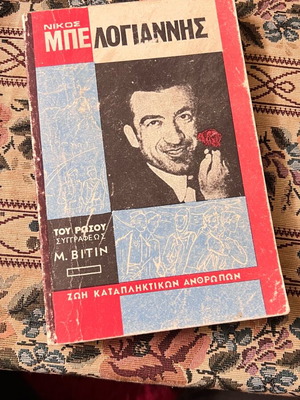 ΝΙΚΟΣ
ΜΠΕΛΟΓΙΑΝΝΗΣ
ΤΟΥ ΡΩΣΟΥ
ΣΥΓΓΡΑΦΕΩΣ
Μ. ΒΙΤΙΝ
ΖΩΗ ΚΑΤΑΠΛΗΚΤΙΚΩΝ ΑΝΘΡΩΠΩΝ